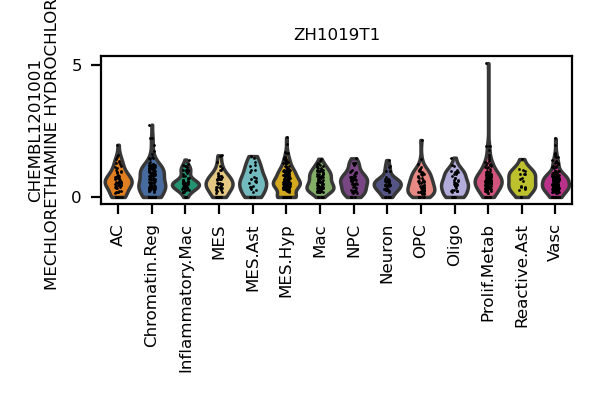 ZH1019T1
CHEMBL1201001
MECHLORETHAMINE HYDROCHLOR
5
0
AC
Chromatin.Reg
Inflammatory.Mac
MES
MES.Ast
MES.Hyp
Mac
NPC
Neuron
OPC
Oligo
Prolif.Metab
Reactive.Ast
Vasc